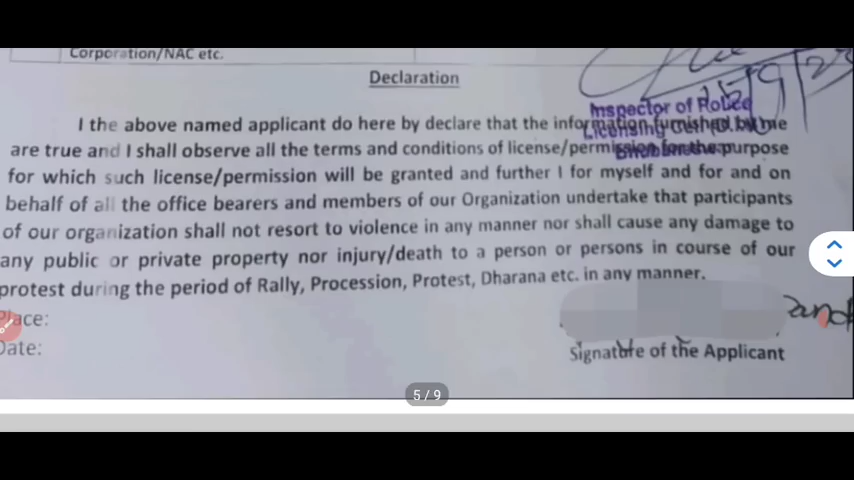 Corporation/NAC etc.
Declaration
15/9/23
Inspector of Police
Licensing Cell
I the above named applicant do here by declare that the information furnished by me
are true and I shall observe all the terms and conditions of license/permission for the purpose
for which such license/permission will be granted and further I for myself and for and on
behalf of all the office bearers and members of our Organization undertake that participants
of our organization shall not resort to violence in any manner nor shall cause any damage to
any public or private property nor injury/death to a person or persons in course of our
protest during the period of Rally, Procession, Protest, Dharana etc. in any manner.
Place:
Date:
Signature of the Applicant
5 / 9